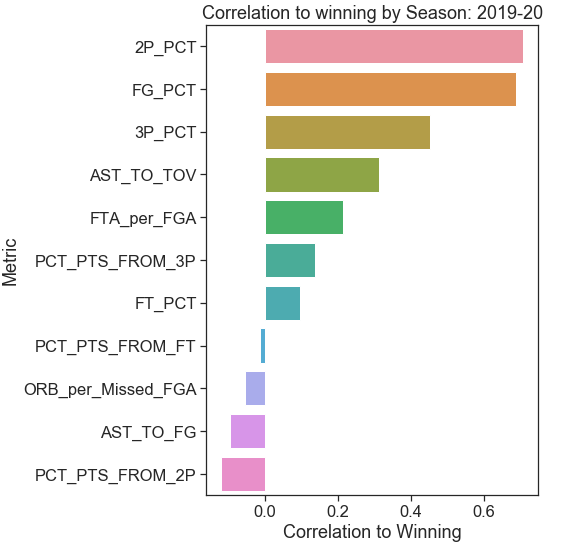 Correlation to winning by Season: 2019-20
2P_PCT
FG_PCT
3P_PCT
AST_TO_TOV
FTA_per_FGA
PCT_PTS_FROM_3P
FT_PCT
PCT_PTS_FROM_FT
ORB_per_Missed_FGA
AST_TO_FG
PCT_PTS_FROM_2P
Metric
0.0 0.2 0.4 0.6
Correlation to Winning